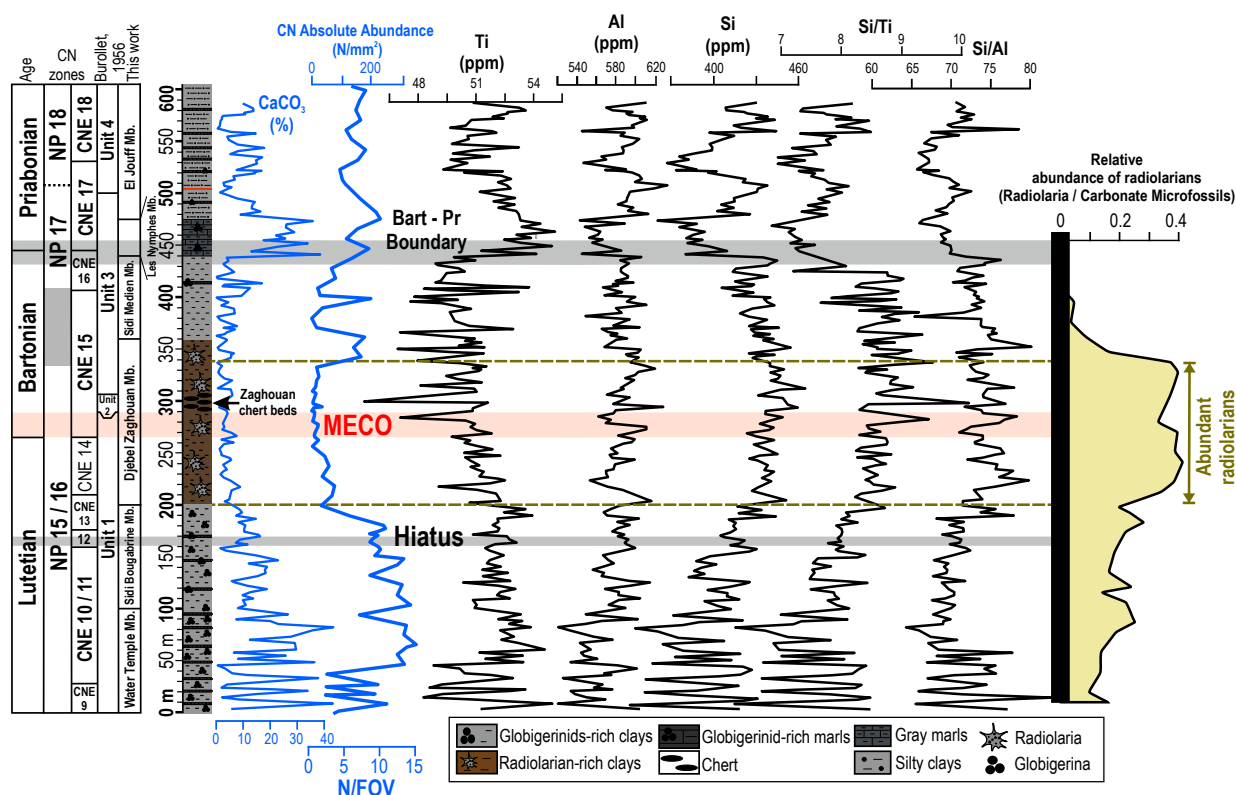 Age
CN
zones
Burollet,
1956
This work
CN Absolute Abundance
(N/mm²)
0 200
CaCO₃
(%)
Ti
(ppm)
48 51 54
Al
(ppm)
540 580 620
Si
(ppm)
400 460
Si/Ti
7 8 9 10
Si/Al
60 65 70 75 80
Priabonian
Bartonian
Lutetian
NP 18
NP 17
NP 15 / 16
CNE 18
CNE 17
CNE 16
CNE 15
CNE 14
CNE 13
12
CNE 10 / 11
CNE 9
Unit 4
Unit 3
Unit 2
Unit 1
El Jouff Mb.
Les Nymphes Mb.
Sidi Medien Mb.
Djebel Zaghouan Mb.
Sidi Bougabrine Mb.
Water Temple Mb.
600
550
500
450
400
350
300
250
200
150
100
50 m
0 m
Bart - Pr
Boundary
Zaghouan
chert beds
MECO
Hiatus
Relative
abundance of radiolarians
(Radiolaria / Carbonate Microfossils)
0 0.2 0.4
Abundant
radiolarians
0 10 20 30 40
0 5 10 15
N/FOV
Globigerinids-rich clays
Globigerinid-rich marls
Gray marls
Radiolaria
Radiolarian-rich clays
Chert
Silty clays
Globigerina